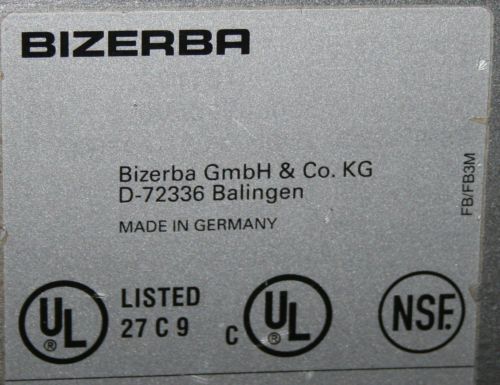 BIZERBA
Bizerba GmbH & Co. KG
D-72336 Balingen
MADE IN GERMANY
FB/FB3M
UL ® LISTED
27 C 9
C UL ®
NSF.